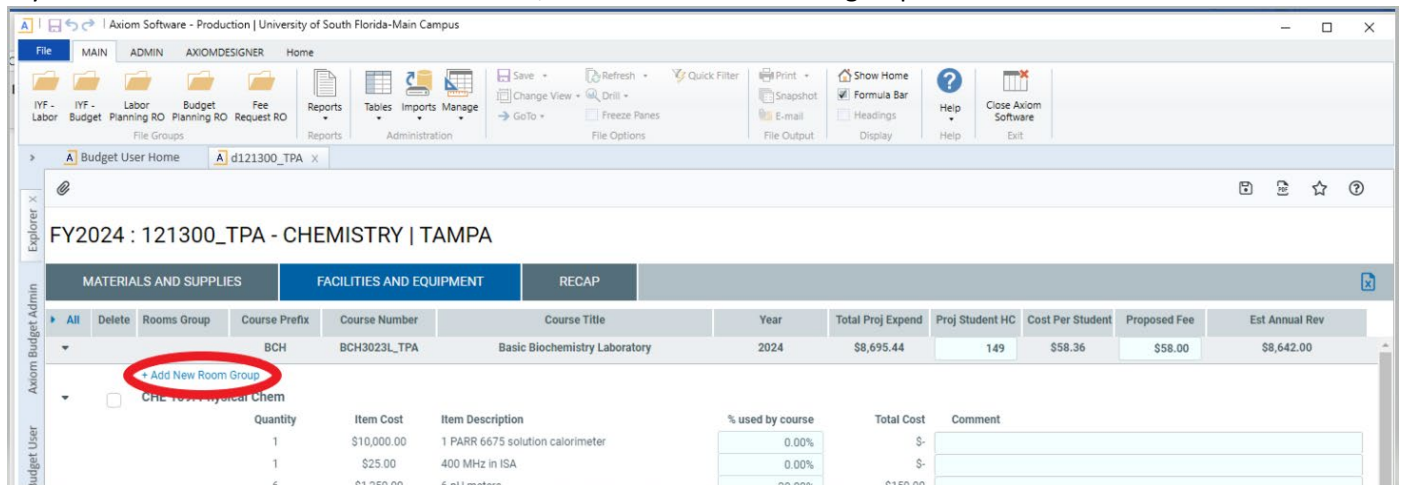 Axiom Software - Production | University of South Florida-Main Campus
File MAIN ADMIN AXIOMDESIGNER Home
IYF - Labor IYF - Budget Labor Planning RO Budget Planning RO Fee Request RO Reports Tables Imports Manage Save Change View GoTo Refresh Drill Freeze Panes Quick Filter Print Snapshot E-mail Show Home Formula Bar Headings Help Close Axiom Software
File Groups Reports Administration File Options File Output Display Help Exit
Budget User Home d121300_TPA
Explorer
Axiom Budget Admin
Budget User
FY2024 : 121300_TPA - CHEMISTRY | TAMPA
MATERIALS AND SUPPLIES FACILITIES AND EQUIPMENT RECAP
All Delete Rooms Group Course Prefix Course Number Course Title Year Total Proj Expend Proj Student HC Cost Per Student Proposed Fee Est Annual Rev
BCH BCH3023L_TPA Basic Biochemistry Laboratory 2024 $8,695.44 149 $58.36 $58.00 $8,642.00
+ Add New Room Group
Chem
Quantity Item Cost Item Description % used by course Total Cost Comment
1 $10,000.00 1 PARR 6675 solution calorimeter 0.00% $-
1 $25.00 400 MHz in ISA 0.00% $-